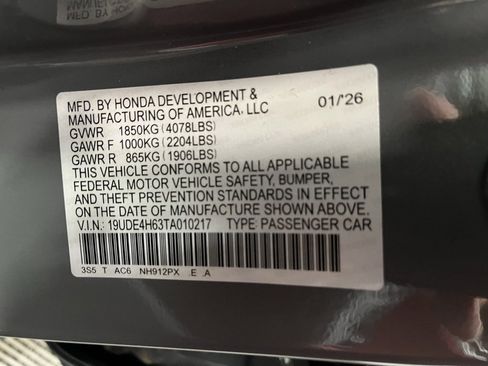 MFD. BY HONDA DEVELOPMENT &
MANUFACTURING OF AMERICA, LLC 01/'26
GVWR 1850KG (4078LBS)
GAWR F 1000KG (2204LBS)
GAWR R 865KG (1906LBS)
THIS VEHICLE CONFORMS TO ALL APPLICABLE
FEDERAL MOTOR VEHICLE SAFETY, BUMPER,
AND THEFT PREVENTION STANDARDS IN EFFECT
ON THE DATE OF MANUFACTURE SHOWN ABOVE.
V.I.N.: 19UDE4H63TA010217 TYPE: PASSENGER CAR
3S5 T AC6 NH912PX .E .A